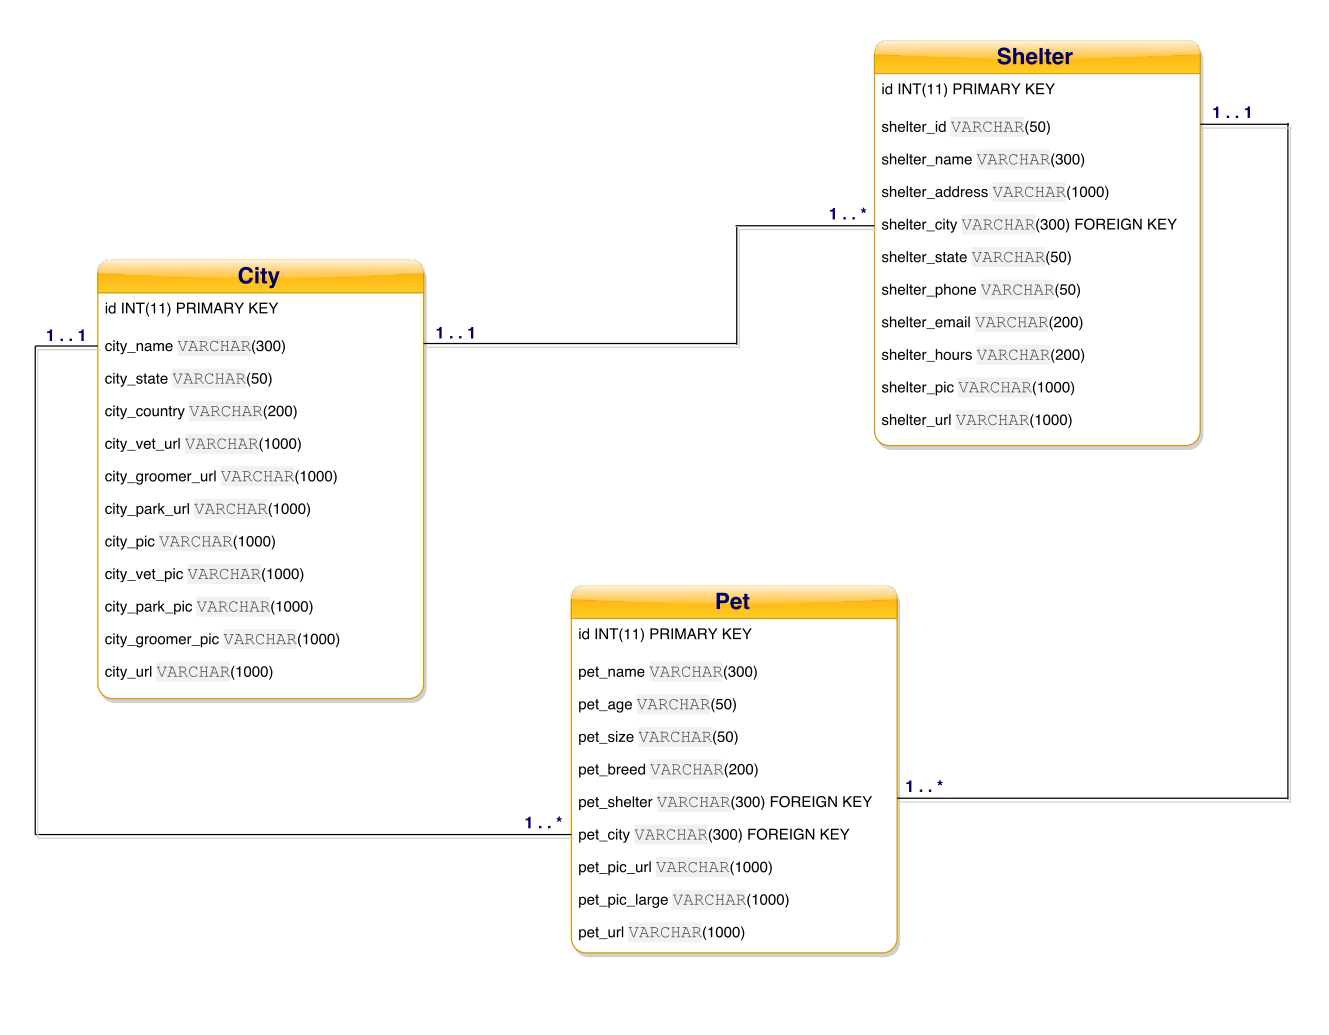 Shelter
id INT(11) PRIMARY KEY
shelter_id VARCHAR(50)
shelter_name VARCHAR(300)
shelter_address VARCHAR(1000)
shelter_city VARCHAR(300) FOREIGN KEY
shelter_state VARCHAR(50)
shelter_phone VARCHAR(50)
shelter_email VARCHAR(200)
shelter_hours VARCHAR(200)
shelter_pic VARCHAR(1000)
shelter_url VARCHAR(1000)
1 . . 1
1 . . *
City
id INT(11) PRIMARY KEY
city_name VARCHAR(300)
city_state VARCHAR(50)
city_country VARCHAR(200)
city_vet_url VARCHAR(1000)
city_groomer_url VARCHAR(1000)
city_park_url VARCHAR(1000)
city_pic VARCHAR(1000)
city_vet_pic VARCHAR(1000)
city_park_pic VARCHAR(1000)
city_groomer_pic VARCHAR(1000)
city_url VARCHAR(1000)
1 . . 1
1 . . 1
Pet
id INT(11) PRIMARY KEY
pet_name VARCHAR(300)
pet_age VARCHAR(50)
pet_size VARCHAR(50)
pet_breed VARCHAR(200)
pet_shelter VARCHAR(300) FOREIGN KEY
pet_city VARCHAR(300) FOREIGN KEY
pet_pic_url VARCHAR(1000)
pet_pic_large VARCHAR(1000)
pet_url VARCHAR(1000)
1 . . *
1 . . *